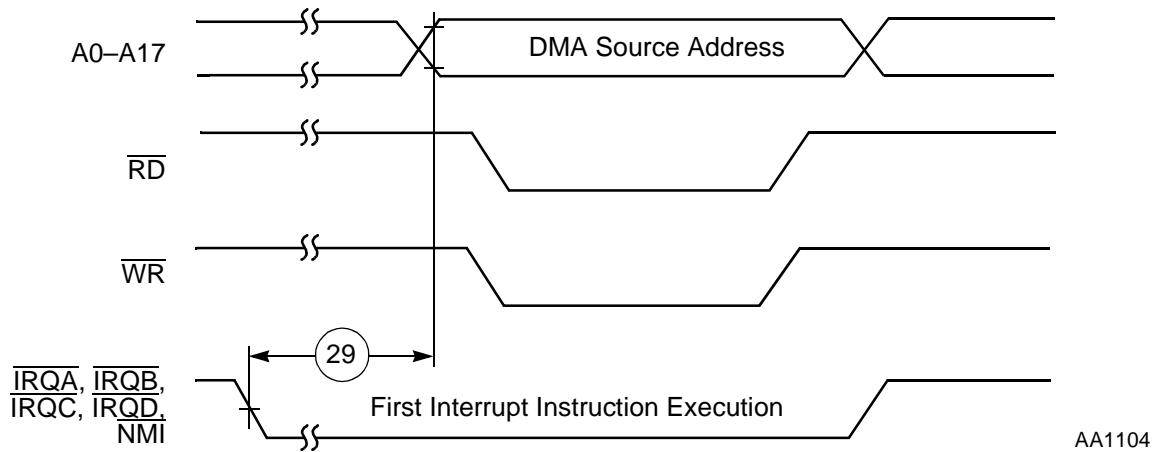 A0–A17
DMA Source Address
RD
WR
29
IRQA, IRQB,
IRQC, IRQD,
NMI
First Interrupt Instruction Execution
AA1104